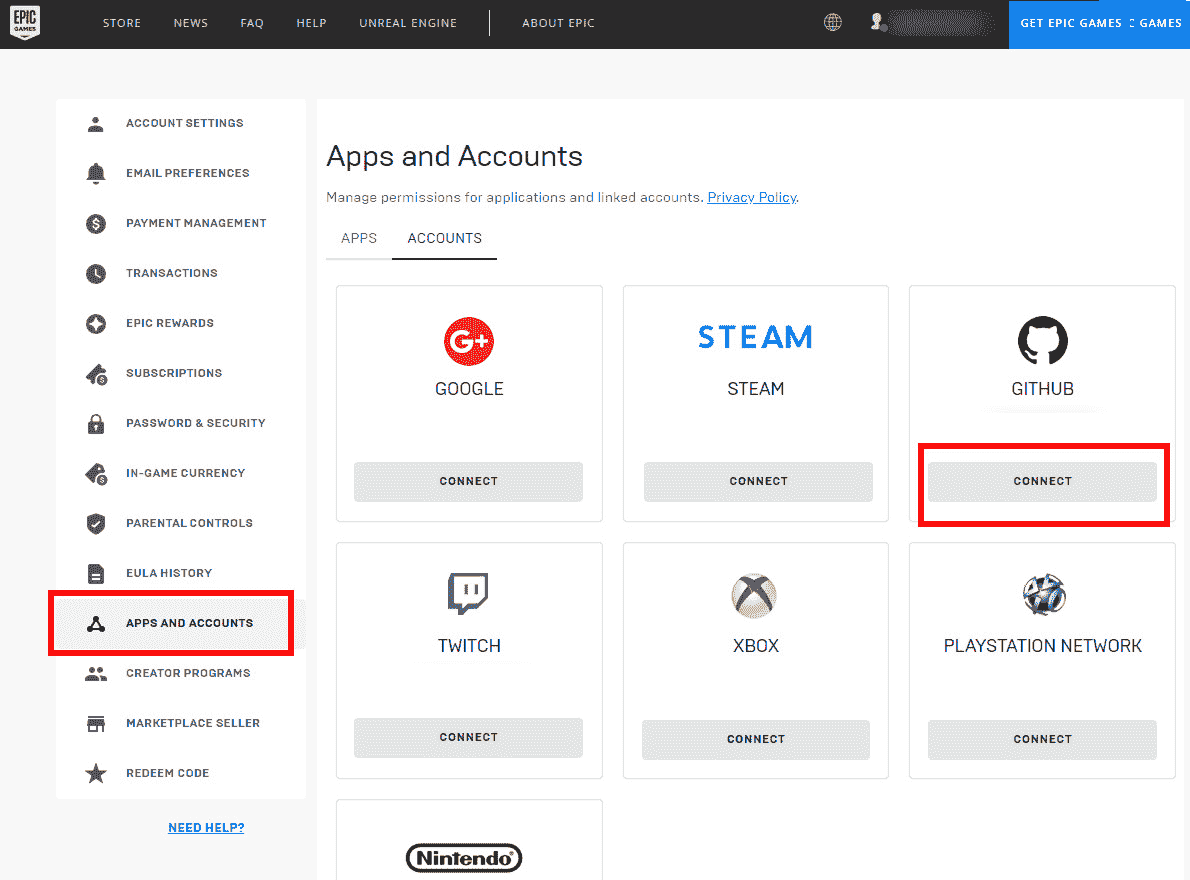 EPIC
GAMES
STORE NEWS FAQ HELP UNREAL ENGINE ABOUT EPIC
GET EPIC GAMES C GAMES
ACCOUNT SETTINGS
EMAIL PREFERENCES
PAYMENT MANAGEMENT
TRANSACTIONS
EPIC REWARDS
SUBSCRIPTIONS
PASSWORD & SECURITY
IN-GAME CURRENCY
PARENTAL CONTROLS
EULA HISTORY
APPS AND ACCOUNTS
CREATOR PROGRAMS
MARKETPLACE SELLER
REDEEM CODE
NEED HELP?
Apps and Accounts
Manage permissions for applications and linked accounts. Privacy Policy.
APPS ACCOUNTS
G+
GOOGLE
CONNECT
STEAM
STEAM
CONNECT
GITHUB
CONNECT
TWITCH
CONNECT
XBOX
CONNECT
PLAYSTATION NETWORK
CONNECT
Nintendo